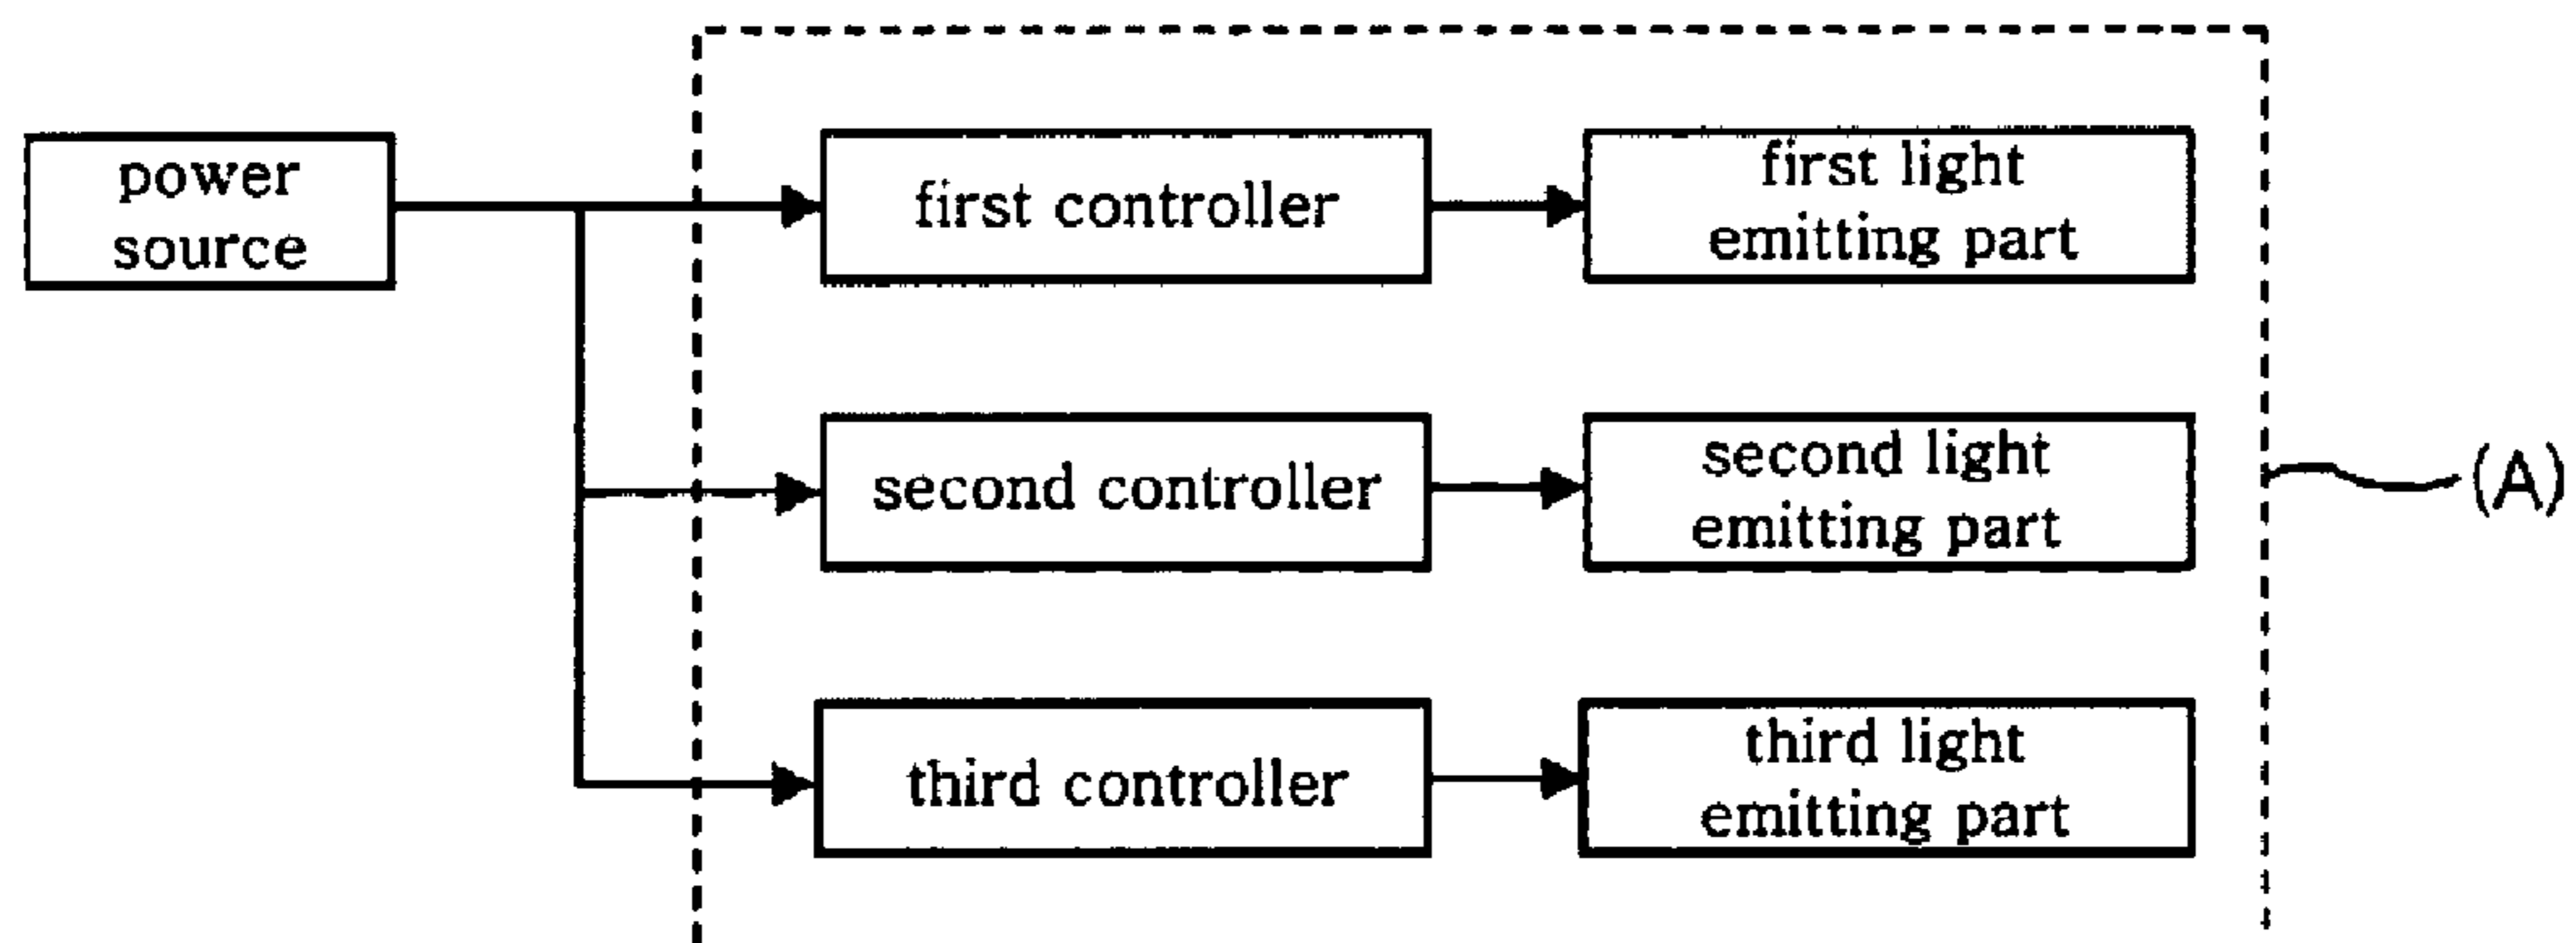 power
source
first controller
first light
emitting part
second controller
second light
emitting part
(A)
third controller
third light
emitting part